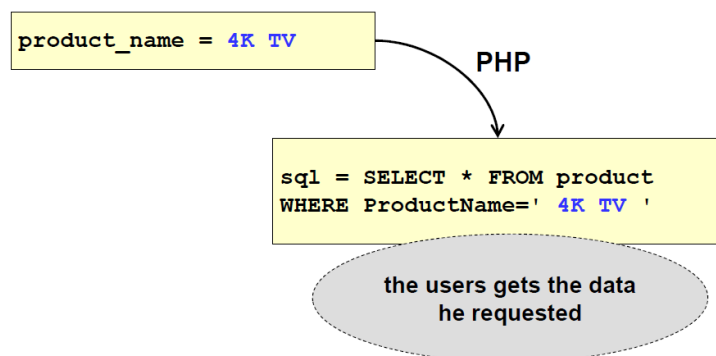 product_name = 4K TV
PHP
sql = SELECT * FROM product
WHERE ProductName=' 4K TV '
the users gets the data
he requested